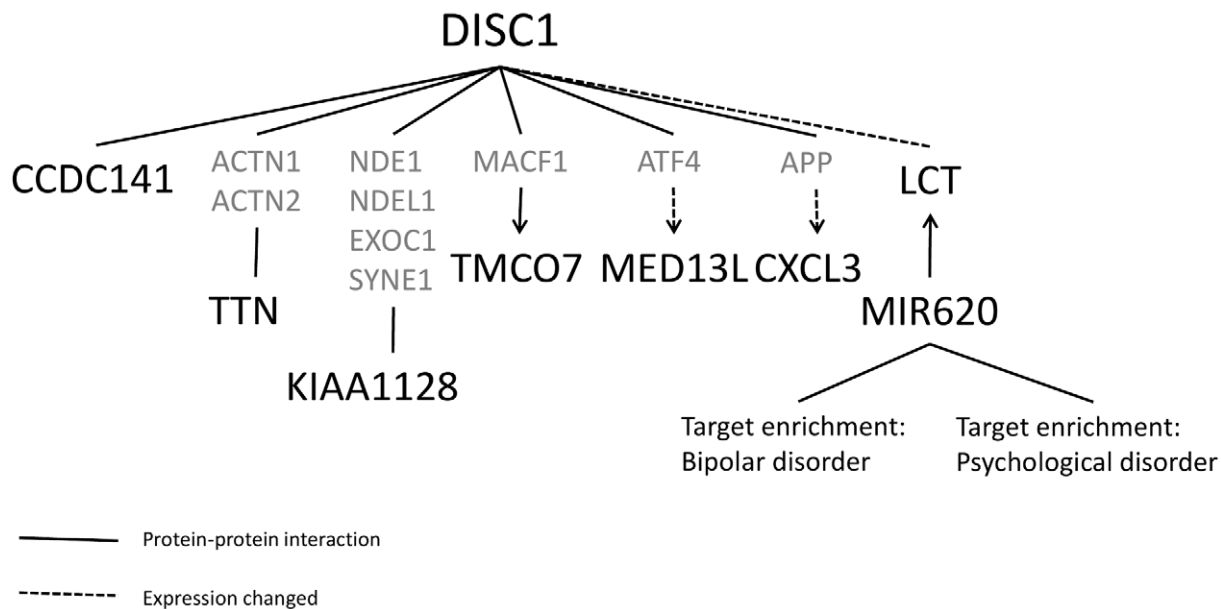 DISC1
CCDC141
ACTN1
ACTN2
TTN
NDE1
NDEL1
EXOC1
SYNE1
KIAA1128
MACF1
TMCO7
ATF4
MED13L
APP
CXCL3
LCT
MIR620
Target enrichment:
Bipolar disorder
Target enrichment:
Psychological disorder
Protein-protein interaction
Expression changed